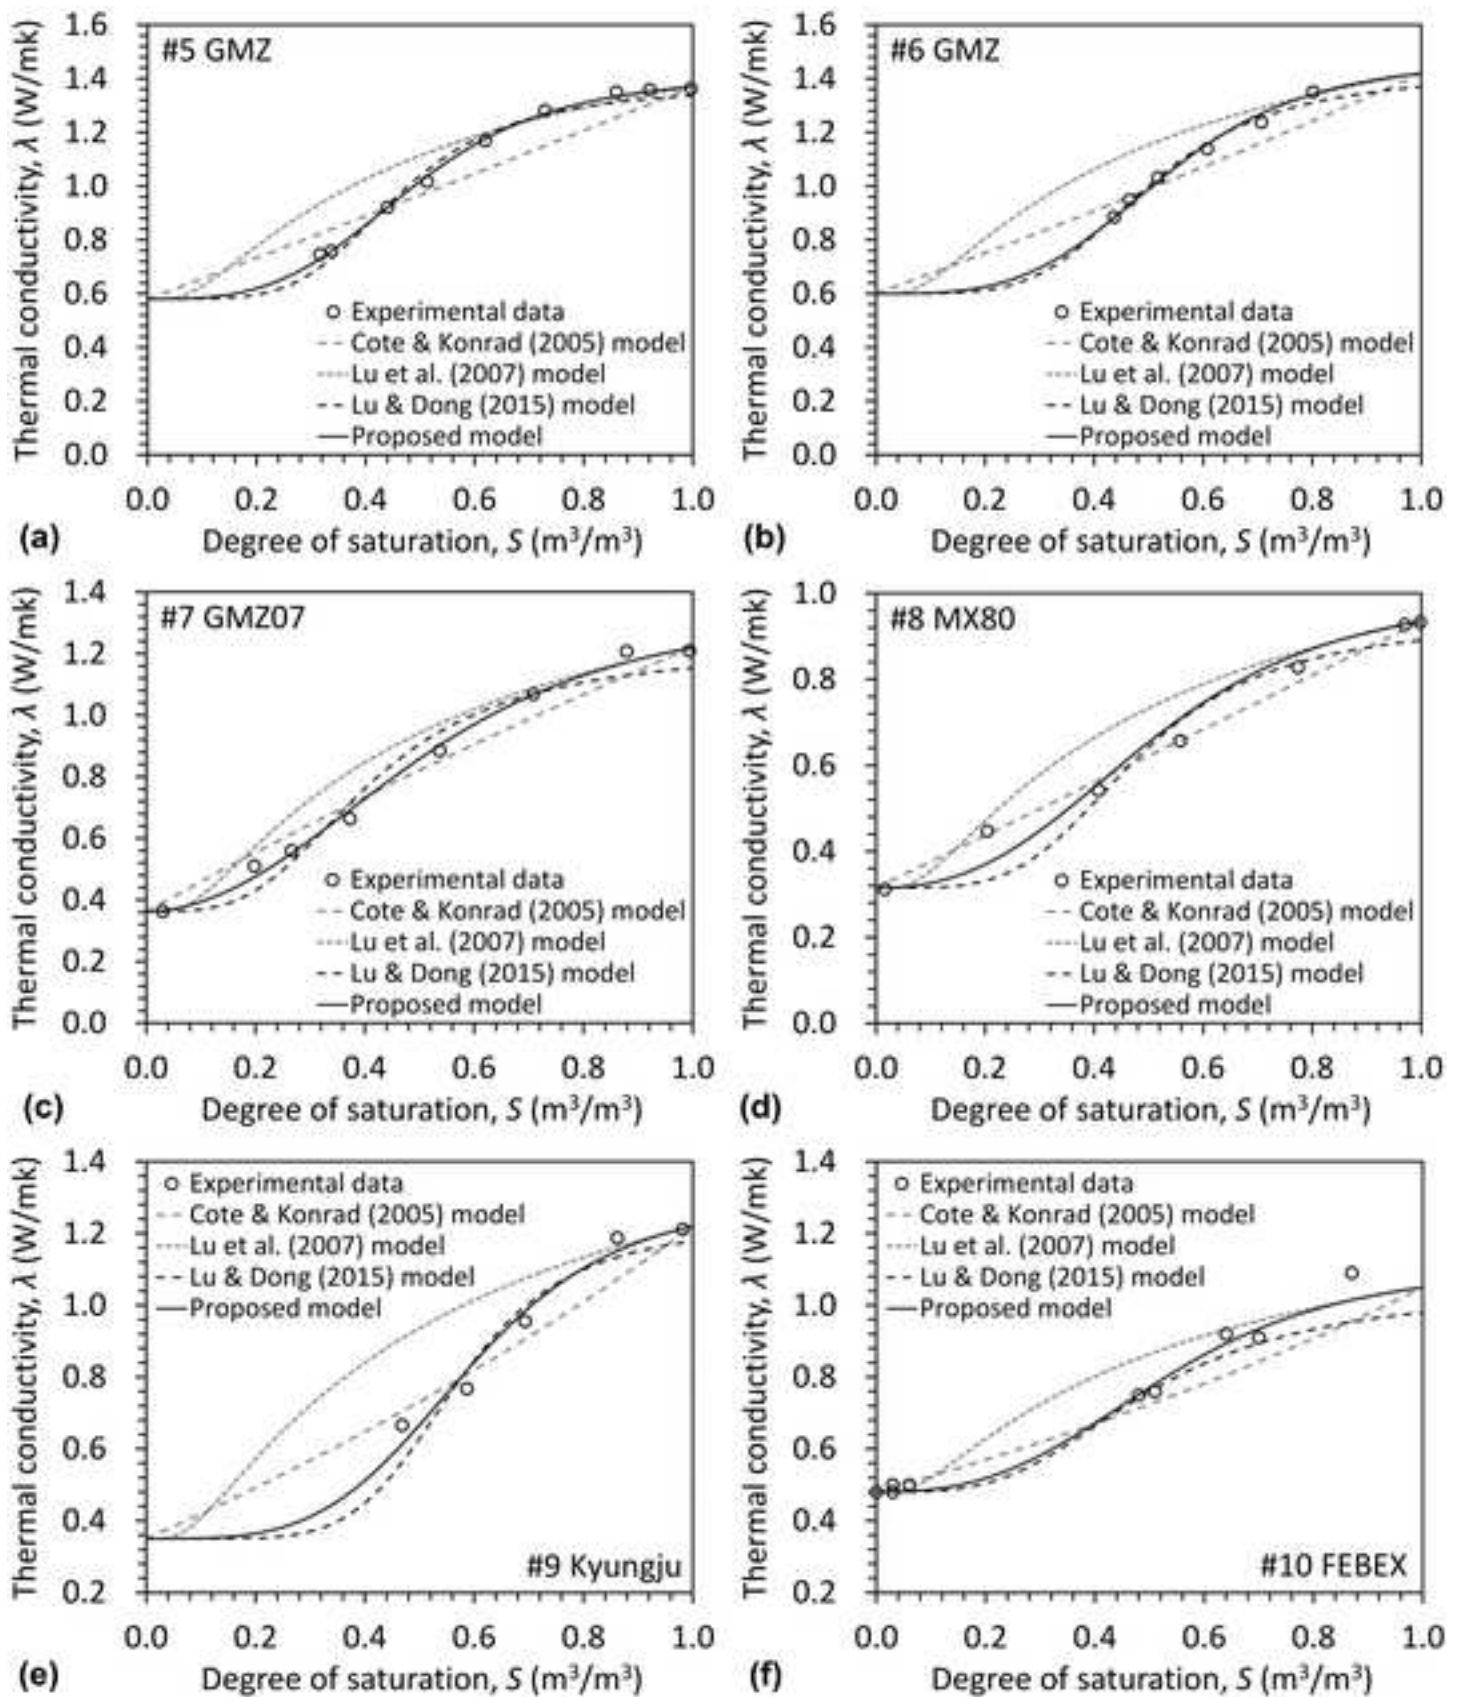 #5 GMZ
Thermal conductivity, λ (W/mk)
1.6
1.4
1.2
1.0
0.8
0.6
0.4
0.2
0.0
Experimental data
Cote & Konrad (2005) model
Lu et al. (2007) model
Lu & Dong (2015) model
Proposed model
0.0 0.2 0.4 0.6 0.8 1.0
(a) Degree of saturation, S (m³/m³)
#6 GMZ
Thermal conductivity, λ (W/mk)
1.6
1.4
1.2
1.0
0.8
0.6
0.4
0.2
0.0
Experimental data
Cote & Konrad (2005) model
Lu et al. (2007) model
Lu & Dong (2015) model
Proposed model
0.0 0.2 0.4 0.6 0.8 1.0
(b) Degree of saturation, S (m³/m³)
#7 GMZ07
Thermal conductivity, λ (W/mk)
1.4
1.2
1.0
0.8
0.6
0.4
0.2
0.0
Experimental data
Cote & Konrad (2005) model
Lu et al. (2007) model
Lu & Dong (2015) model
Proposed model
0.0 0.2 0.4 0.6 0.8 1.0
(c) Degree of saturation, S (m³/m³)
#8 MX80
Thermal conductivity, λ (W/mk)
1.0
0.8
0.6
0.4
0.2
0.0
Experimental data
Cote & Konrad (2005) model
Lu et al. (2007) model
Lu & Dong (2015) model
Proposed model
0.0 0.2 0.4 0.6 0.8 1.0
(d) Degree of saturation, S (m³/m³)
Thermal conductivity, λ (W/mk)
1.4
1.2
1.0
0.8
0.6
0.4
0.2
Experimental data
Cote & Konrad (2005) model
Lu et al. (2007) model
Lu & Dong (2015) model
Proposed model
#9 Kyungju
0.0 0.2 0.4 0.6 0.8 1.0
(e) Degree of saturation, S (m³/m³)
Thermal conductivity, λ (W/mk)
1.4
1.2
1.0
0.8
0.6
0.4
0.2
Experimental data
Cote & Konrad (2005) model
Lu et al. (2007) model
Lu & Dong (2015) model
Proposed model
#10 FEBEX
0.0 0.2 0.4 0.6 0.8 1.0
(f) Degree of saturation, S (m³/m³)